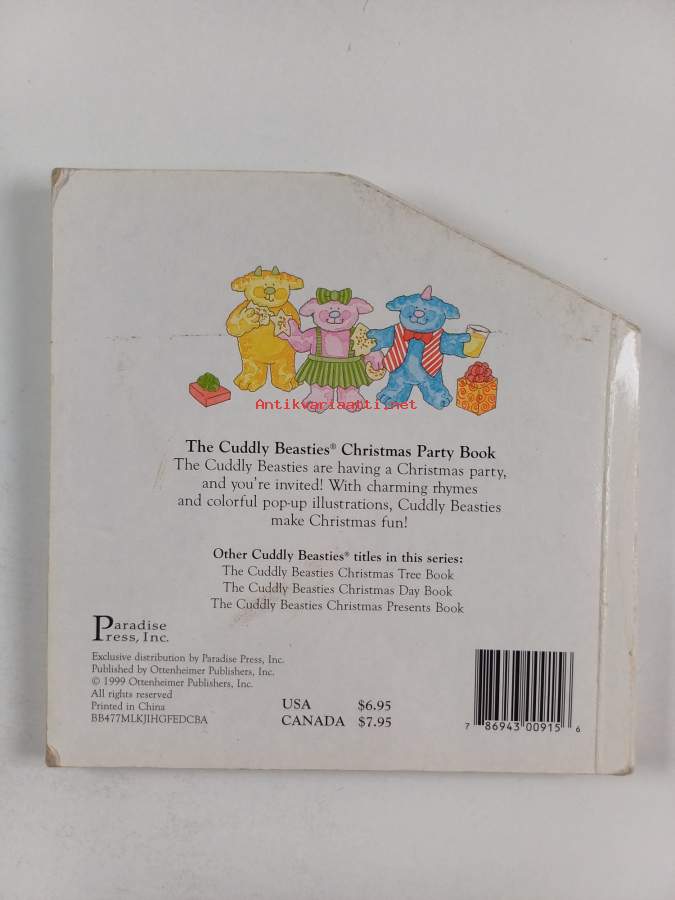 Antikvariaatti.net
The Cuddly Beasties® Christmas Party Book
The Cuddly Beasties are having a Christmas party,
and you're invited! With charming rhymes
and colorful pop-up illustrations, Cuddly Beasties
make Christmas fun!
Other Cuddly Beasties® titles in this series:
The Cuddly Beasties Christmas Tree Book
The Cuddly Beasties Christmas Day Book
The Cuddly Beasties Christmas Presents Book
Paradise
Press, Inc.
Exclusive distribution by Paradise Press, Inc.
Published by Ottenheimer Publishers, Inc.
© 1999 Ottenheimer Publishers, Inc.
All rights reserved
Printed in China
BB477MLKJIHGFEDCBA
USA $6.95
CANADA $7.95
7 86943 00915 6